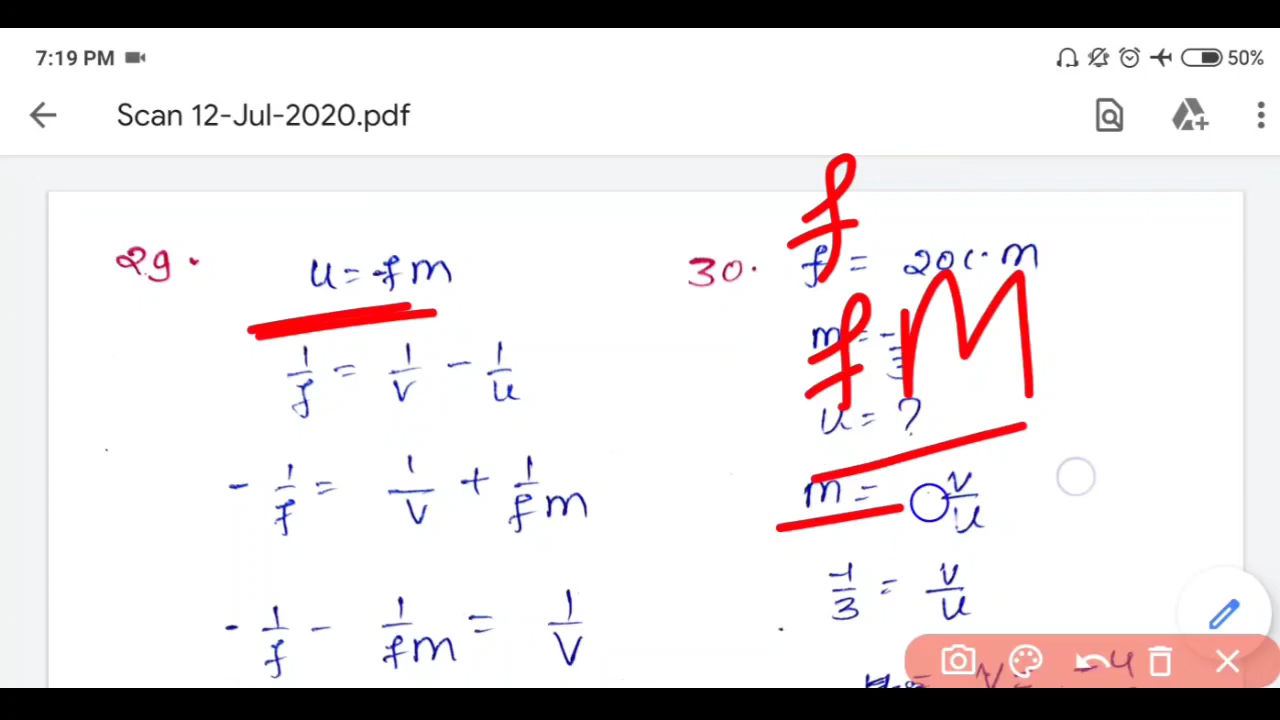 7:19 PM 50%
Scan 12-Jul-2020.pdf
29.
u = -fm
1/f = 1/v - 1/u
- 1/f = 1/v + 1/fm
- 1/f - 1/fm = 1/v
f
30. f = 20c.m
f M
u = ?
m = v/u
-1/3 = v/u